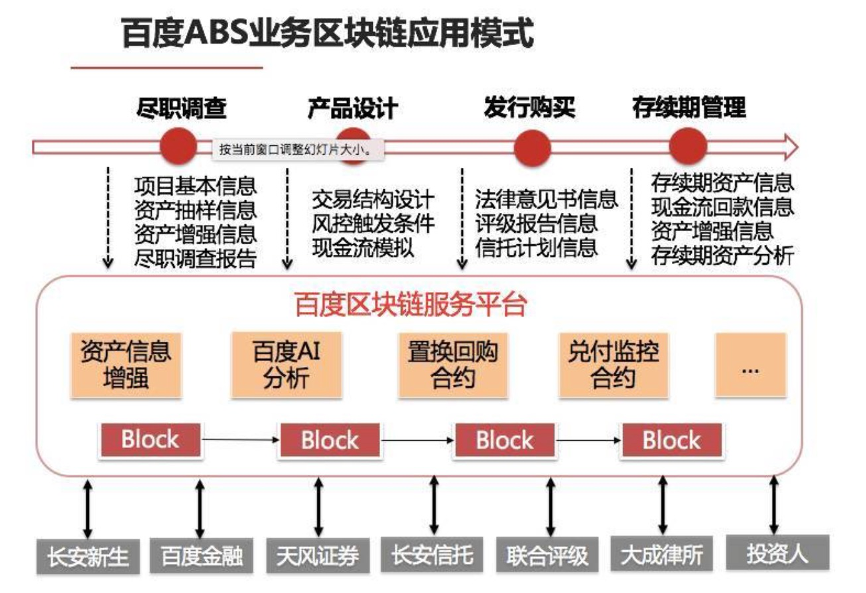 百度ABS业务区块链应用模式
尽职调查
产品设计
发行购买
存续期管理
按当前窗口调整幻灯片大小。
项目基本信息
资产抽样信息
资产增强信息
尽职调查报告
交易结构设计
风控触发条件
现金流模拟
法律意见书信息
评级报告信息
信托计划信息
存续期资产信息
现金流回款信息
资产增强信息
存续期资产分析
百度区块链服务平台
资产信息
增强
百度AI
分析
置换回购
合约
兑付监控
合约
...
Block
Block
Block
Block
长安新生
百度金融
天风证券
长安信托
联合评级
大成律所
投资人